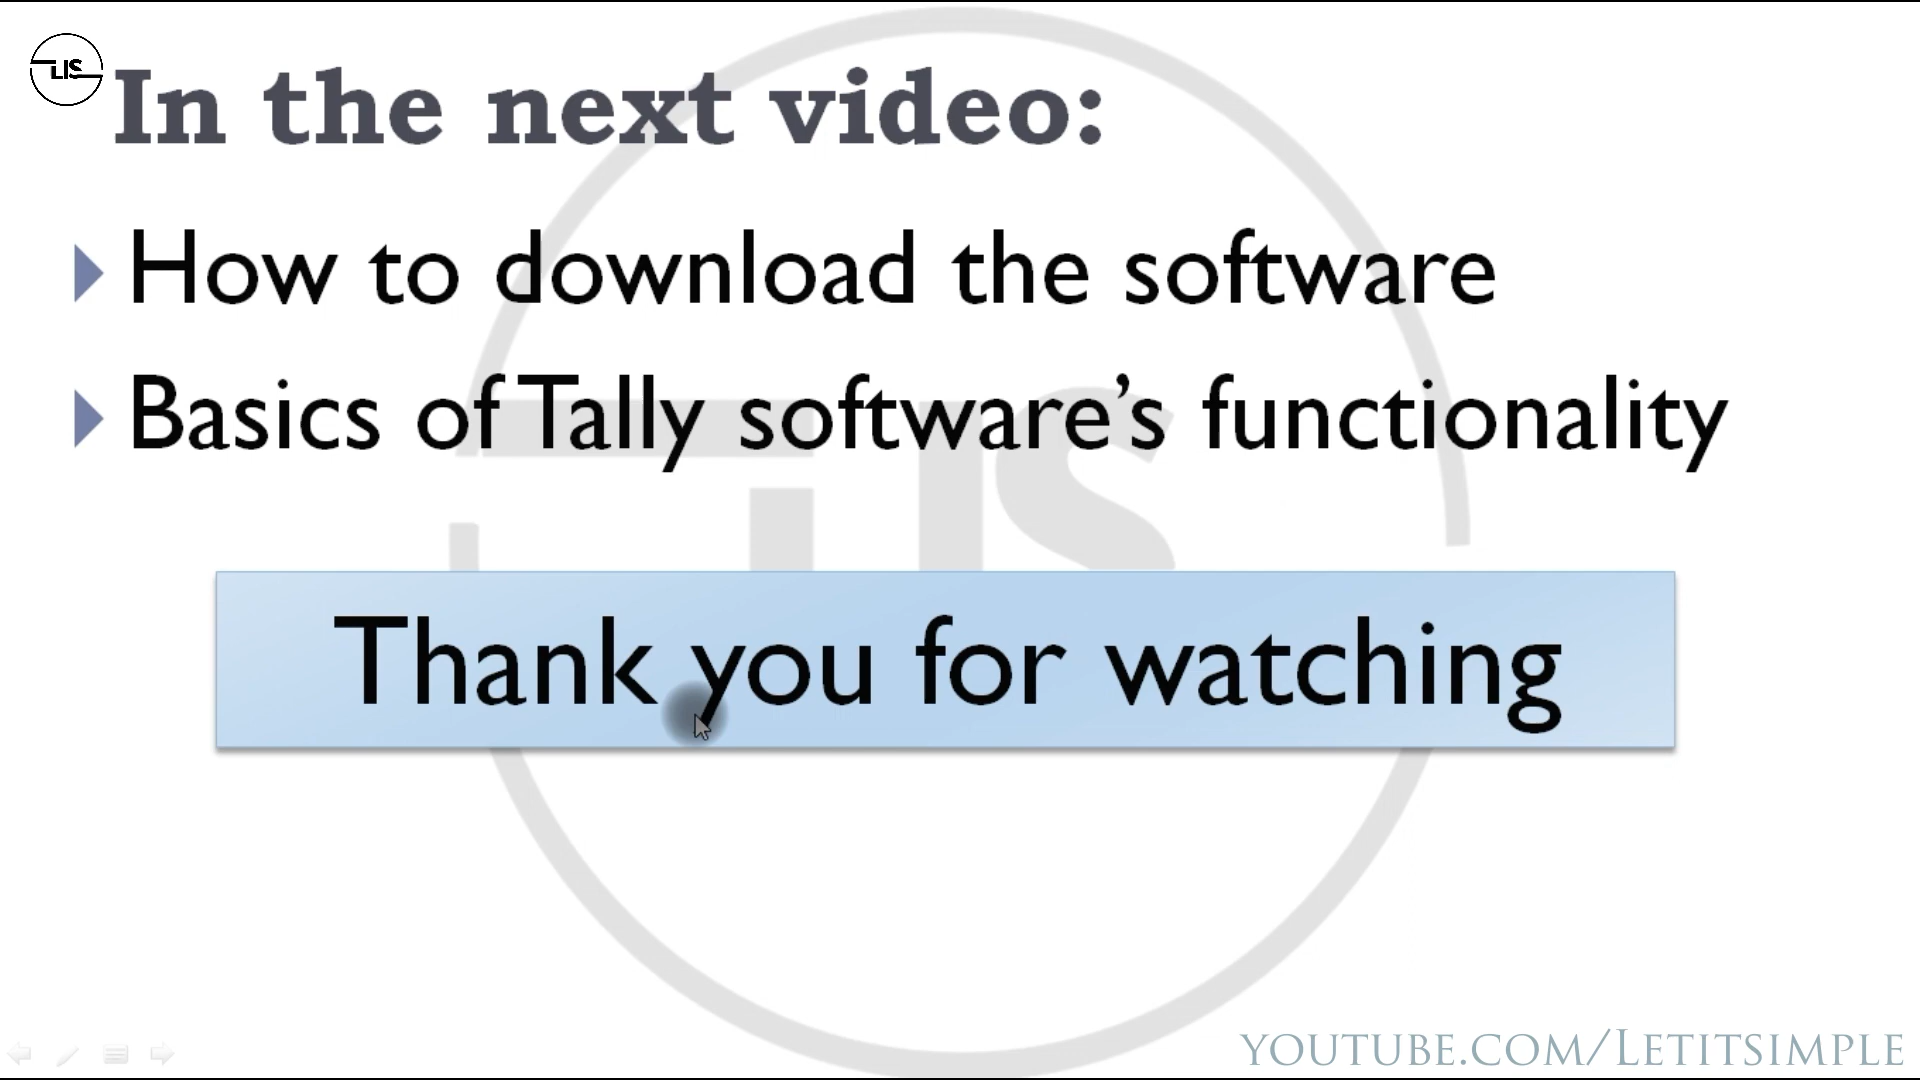 LIS
In the next video:
How to download the software
Basics of Tally software’s functionality
LIS
Thank you for watching
YOUTUBE.COM/LETITSIMPLE